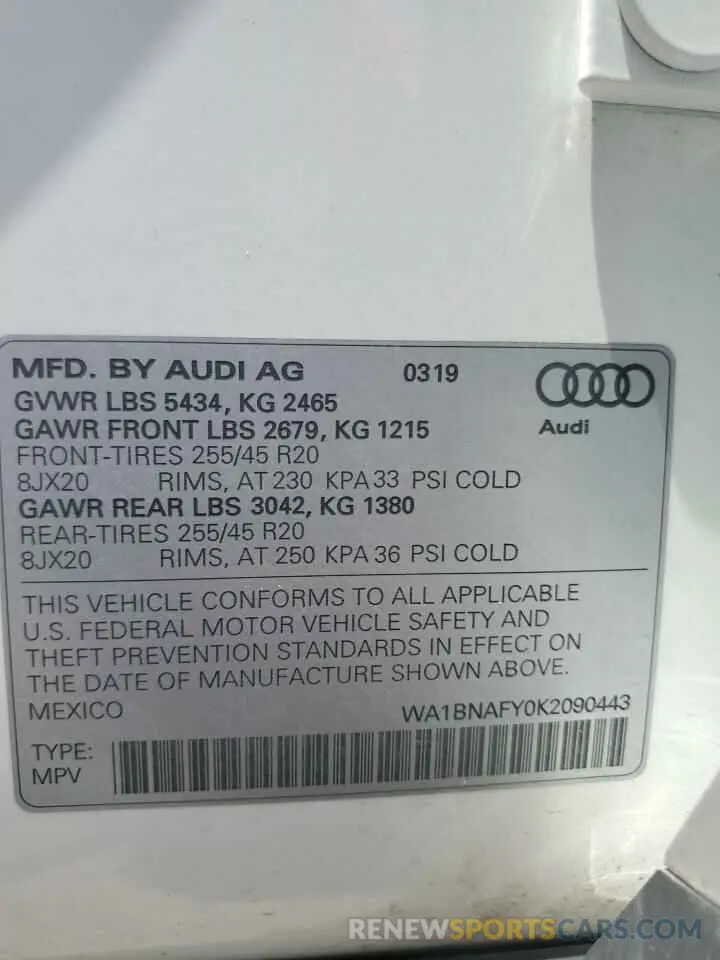 MFD. BY AUDI AG 0319
GVWR LBS 5434, KG 2465
GAWR FRONT LBS 2679, KG 1215
Audi
FRONT-TIRES 255/45 R20
8JX20 RIMS, AT 230 KPA 33 PSI COLD
GAWR REAR LBS 3042, KG 1380
REAR-TIRES 255/45 R20
8JX20 RIMS, AT 250 KPA 36 PSI COLD
THIS VEHICLE CONFORMS TO ALL APPLICABLE
U.S. FEDERAL MOTOR VEHICLE SAFETY AND
THEFT PREVENTION STANDARDS IN EFFECT ON
THE DATE OF MANUFACTURE SHOWN ABOVE.
MEXICO WA1BNAFY0K2090443
TYPE:
MPV
RENEWSPORTSCARS.COM